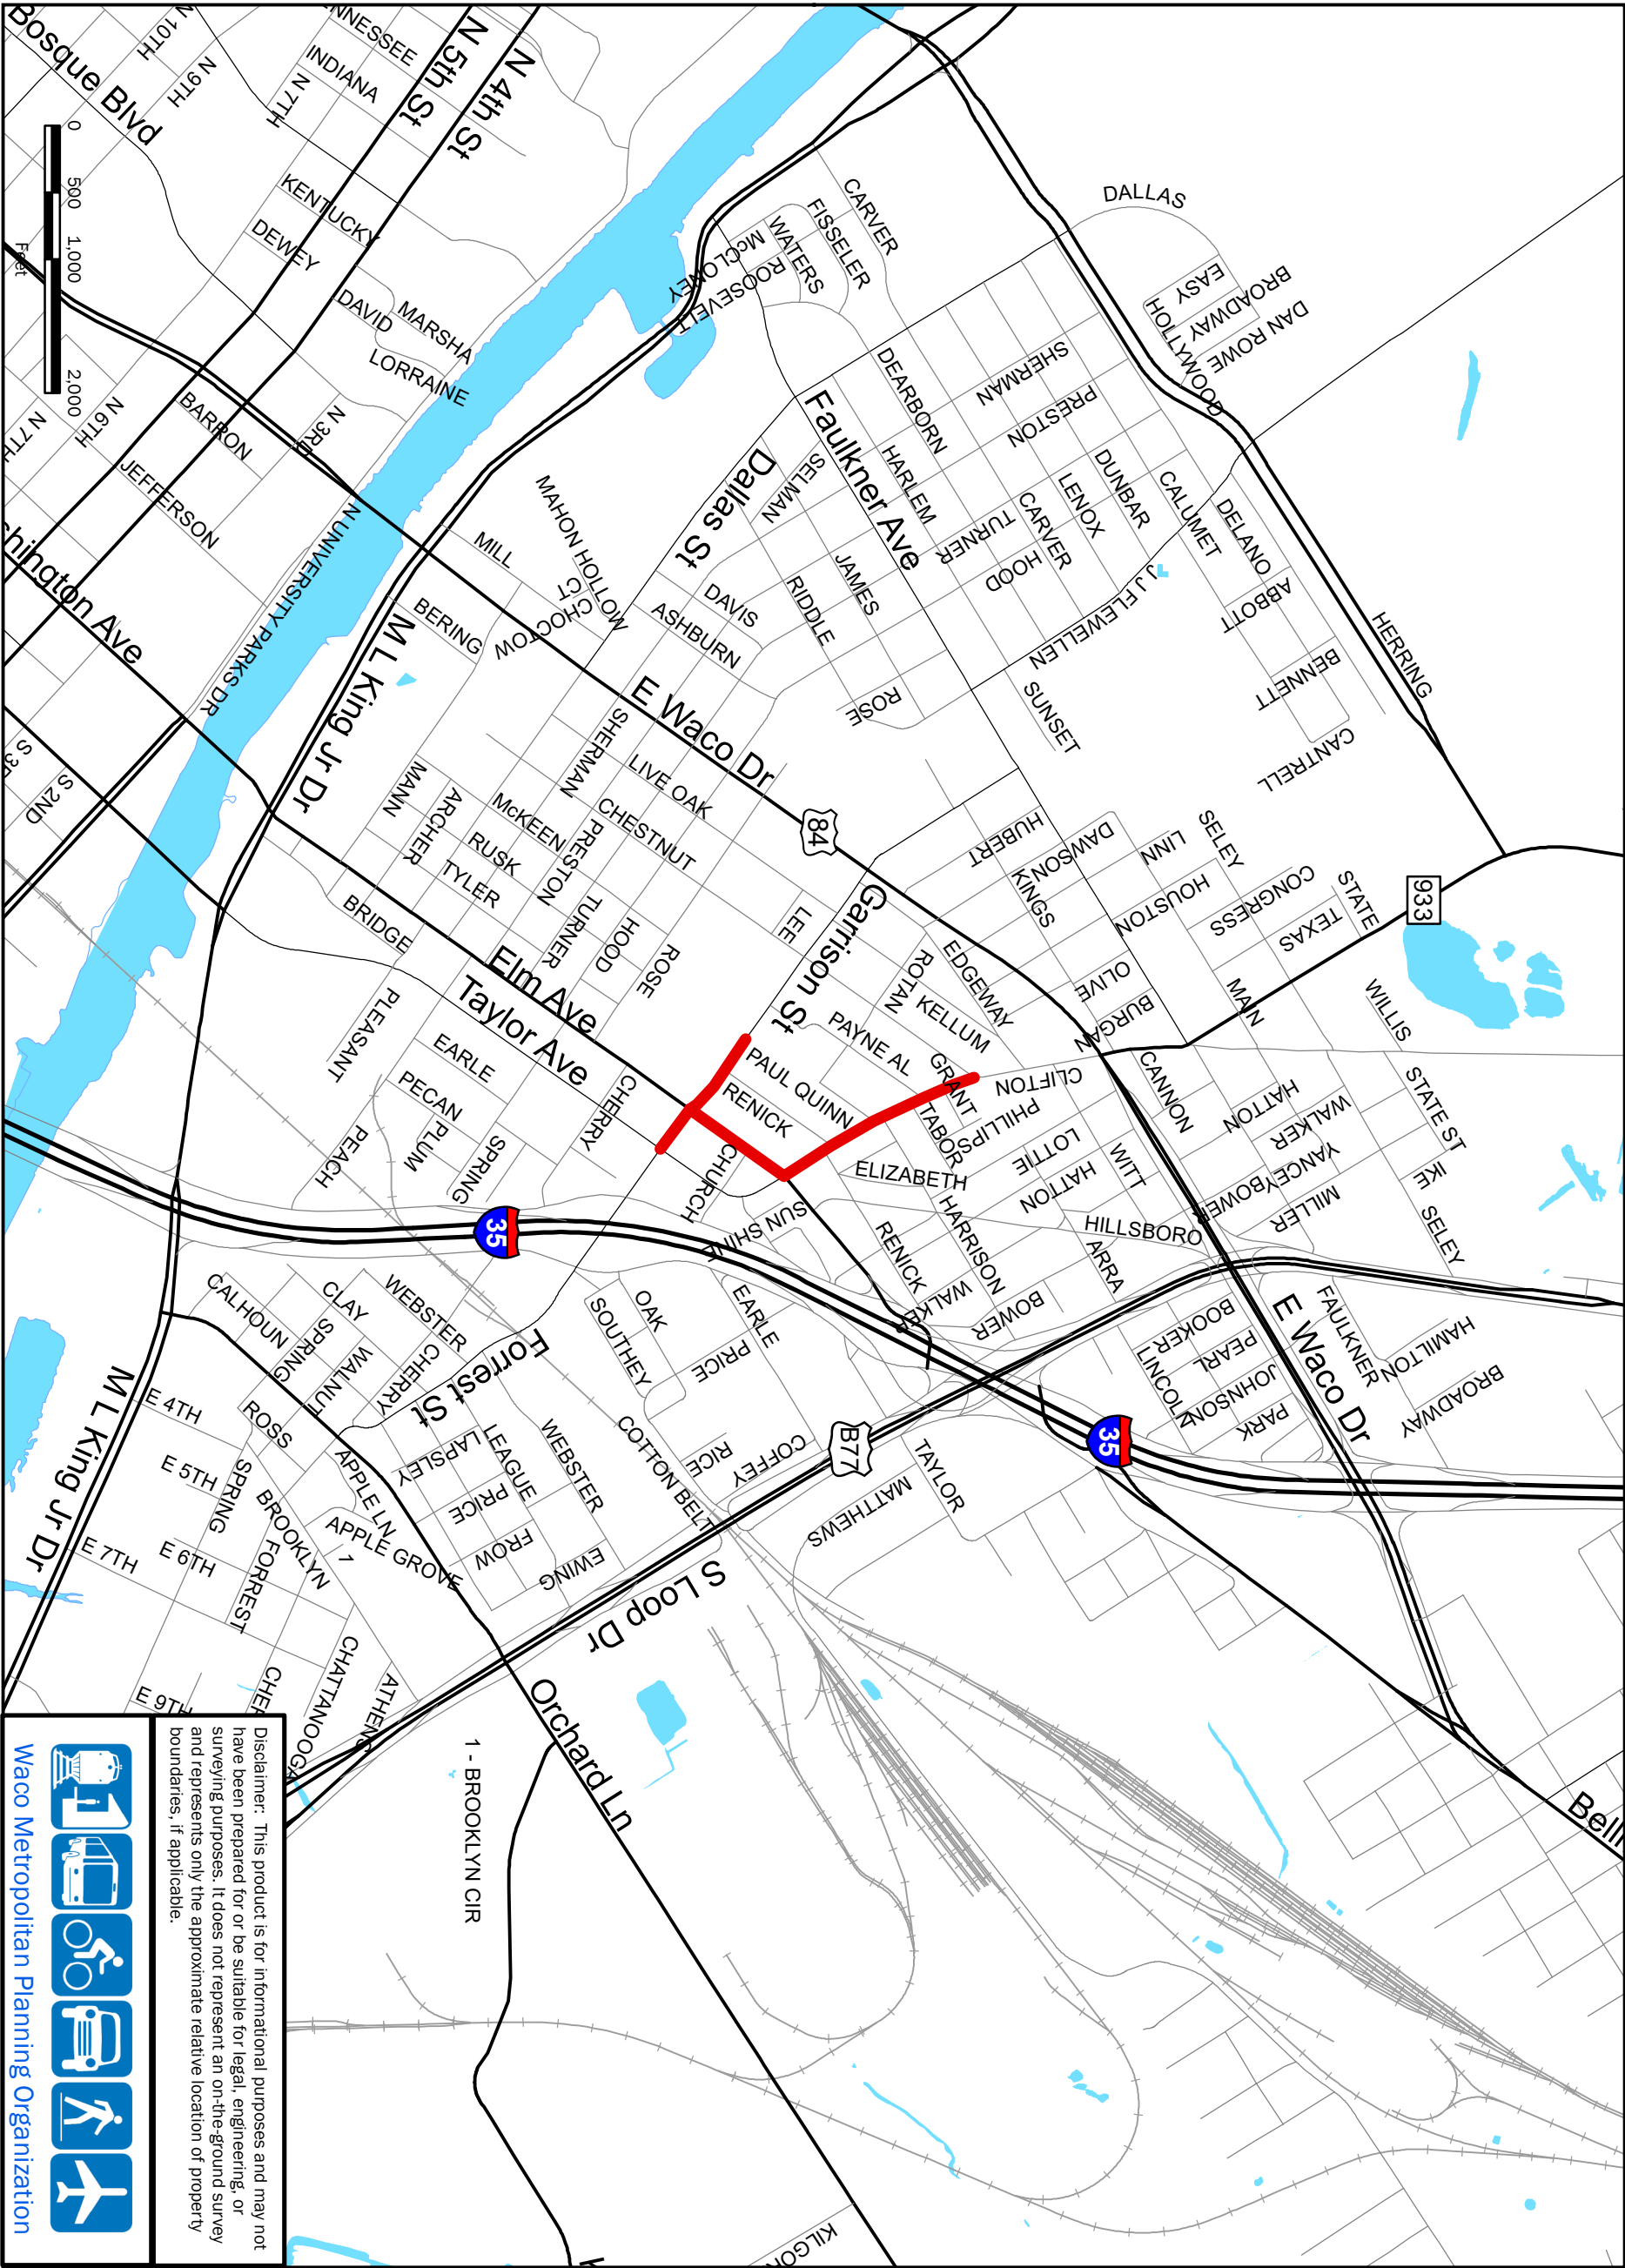 Bosque Blvd
N 10TH
N 9TH
N 7TH
INDIANA
N 5th St
N 4th St
KENTUCKY
DEWEY
DAVID
MARSHA
LORRAINE
BARRON
N 3RD
N 6TH
N 7TH
JEFFERSON
N UNIVERSITY PARKS DR
S 2ND
0 500 1,000 2,000
Feet
DALLAS
CARVER
FISSELER
WATERS
ROOSEVELT
McCLONEY
EASY
BROADWAY
HOLLYWOOD
DAN ROWE
SHERMAN
PRESTON
DEARBORN
Faulkner Ave
HARLEM
Dallas St
SELMAN
TURNER
CARVER
LENOX
DUNBAR
CALUMET
DELANO
ABBOTT
HOOD
JAMES
RIDDLE
J J FLEWELLEN
BENNETT
HERRING
CANTRELL
SUNSET
ROSE
DAVIS
ASHBURN
MAHON HOLLOW
CHOCTOW
CT
MILL
BERING
M L King Jr Dr
E Waco Dr
84
SHERMAN
LIVE OAK
CHESTNUT
McKEEN
PRESTON
MANN
ARCHER
RUSK
TYLER
TURNER
HOOD
ROSE
BRIDGE
Elm Ave
Taylor Ave
LEE
Garrison St
HUBERT
DAWSON
KINGS
LINN
SELEY
HOUSTON
CONGRESS
STATE
TEXAS
933
OLIVE
BURGAN
MAIN
WILLIS
EDGEWAY
ROTAN
KELLUM
PAYNE AL
GRANT
CLIFTON
PAUL QUINN
RENICK
TABOR
PHILLIPS
LOTTIE
HATTON
WITT
CANNON
HATTON
WALKER
YANCEY
BOWER
MILLER
STATE ST
IKE
SELEY
PLEASANT
EARLE
PECAN
PLUM
PEACH
SPRING
CHERRY
CHURCH
SUN SHINE
ELIZABETH
HARRISON
HILLSBORO
ARRA
RENICK
WALKER
BOWER
35
CALHOUN
CLAY
WEBSTER
SPRING
WALNUT
CHERRY
Forrest St
SOUTHEY
OAK
EARLE
PRICE
BOOKER
LINCOLN
PEARL
JOHNSON
PARK
FAULKNER
HAMILTON
BROADWAY
E Waco Dr
35
B77
COFFEY
RICE
COTTON BELT
TAYLOR
MATTHEWS
M L King Jr Dr
E 4TH
E 5TH
E 6TH
E 7TH
E 9TH
ROSS
SPRING
BROOKLYN
FORREST
APPLE LN
APPLE GROVE
1
LAPSLEY
LEAGUE
PRICE
FROW
WEBSTER
EWING
S Loop Dr
CHATTANOOGA
ATHENS
Orchard Ln
1 - BROOKLYN CIR
Disclaimer: This product is for informational purposes and may not
have been prepared for or be suitable for legal, engineering, or
surveying purposes. It does not represent an on-the-ground survey
and represents only the approximate relative location of property
boundaries, if applicable.
Waco Metropolitan Planning Organization